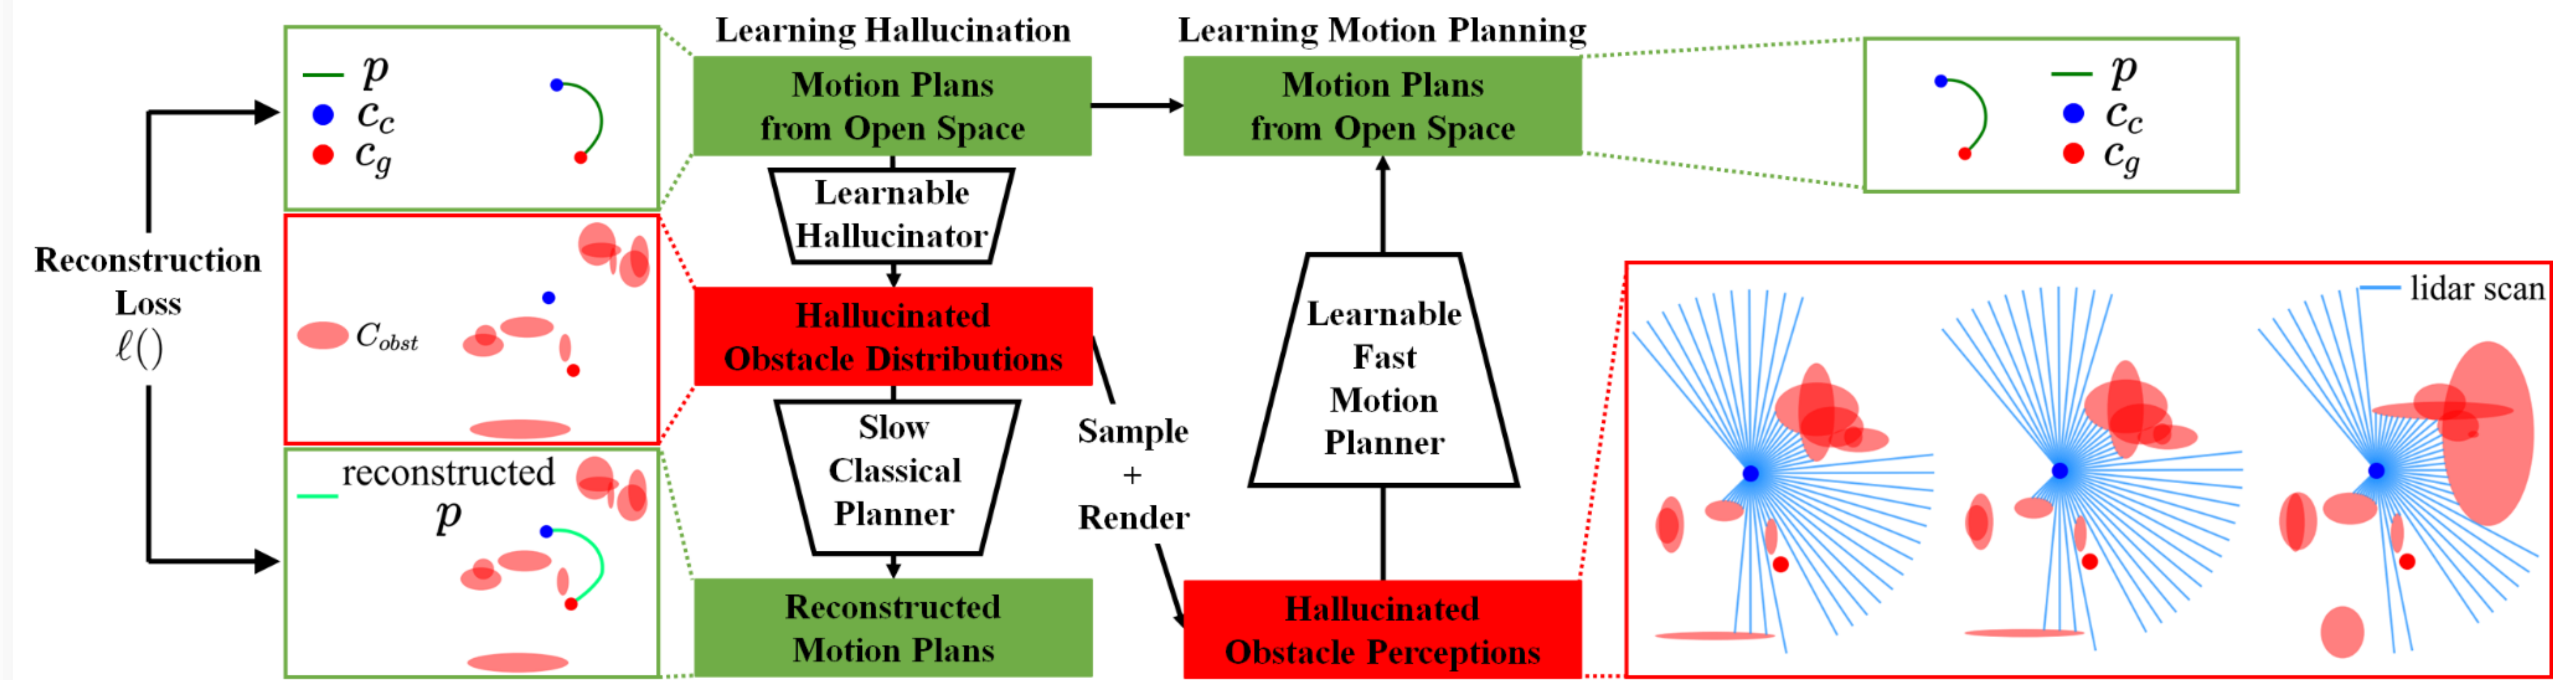 Learning Hallucination
Learning Motion Planning
p
c_c
c_g
Motion Plans
from Open Space
Motion Plans
from Open Space
p
c_c
c_g
Learnable
Hallucinator
Reconstruction
Loss
ℓ()
C_obst
Hallucinated
Obstacle Distributions
Learnable
Fast
Motion
Planner
lidar scan
Slow
Classical
Planner
Sample
+
Render
reconstructed
p
Reconstructed
Motion Plans
Hallucinated
Obstacle Perceptions